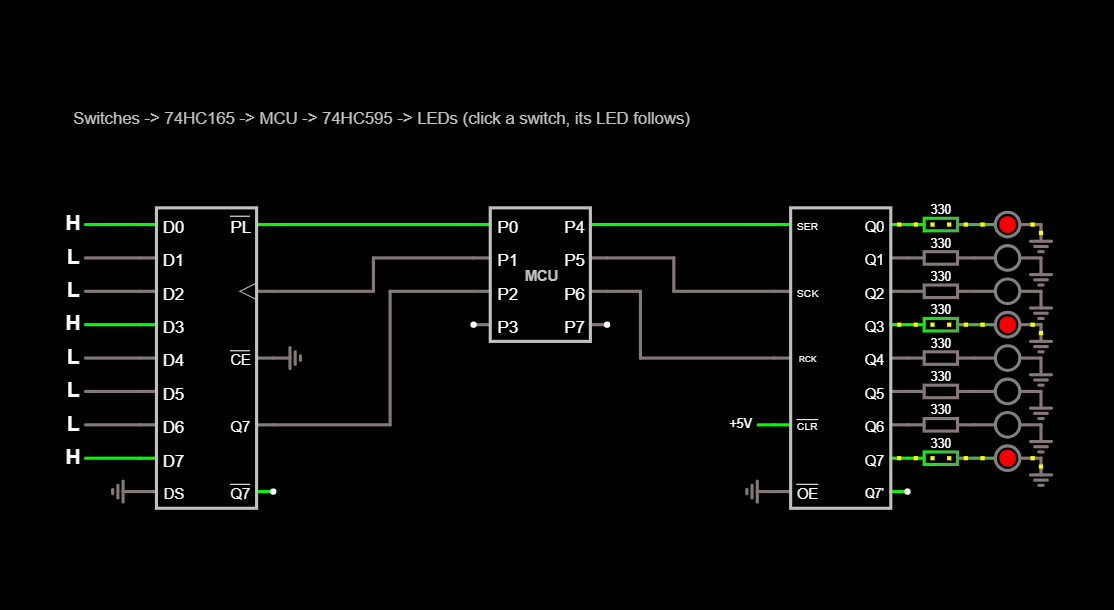 Switches -> 74HC165 -> MCU -> 74HC595 -> LEDs (click a switch, its LED follows)
H D0 PL P0 P4 SER Q0 330
L D1 P1 P5 Q1 330
MCU
L D2 P2 P6 SCK Q2 330
H D3 P3 P7 Q3 330
L D4 CE RCK Q4 330
L D5 Q5 330
L D6 Q7 +5V CLR Q6 330
H D7 Q7 330
DS Q7 OE Q7'